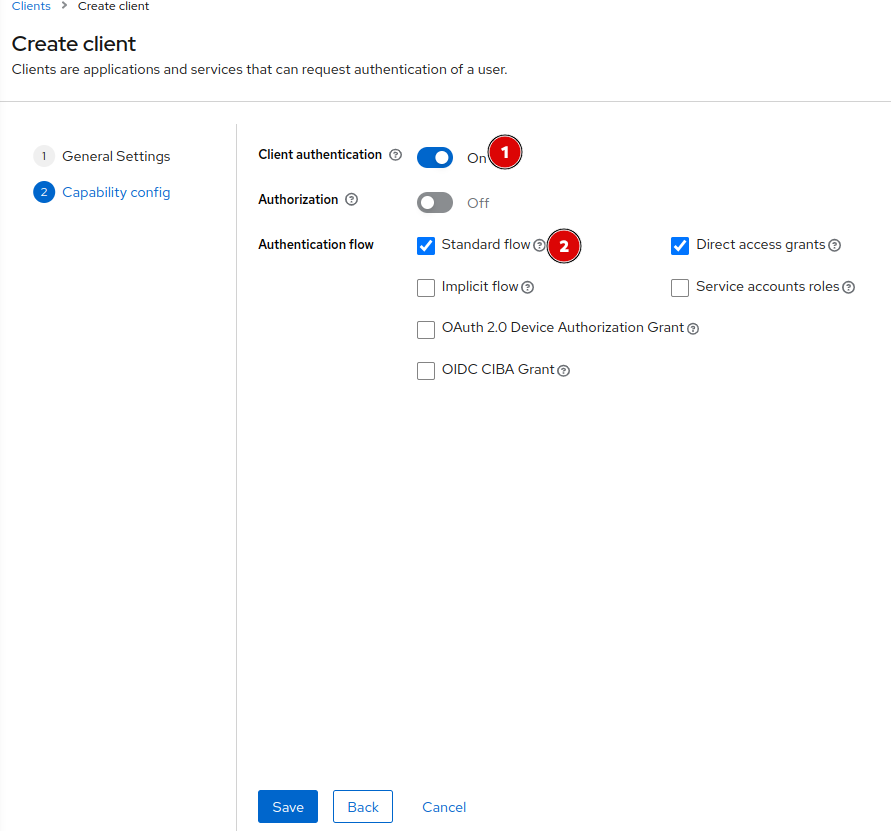 Clients > Create client
Create client
Clients are applications and services that can request authentication of a user.
1 General Settings
2 Capability config
Client authentication ? On 1
Authorization ? Off
Authentication flow
Standard flow ? 2 Direct access grants ?
Implicit flow ? Service accounts roles ?
OAuth 2.0 Device Authorization Grant ?
OIDC CIBA Grant ?
Save Back Cancel